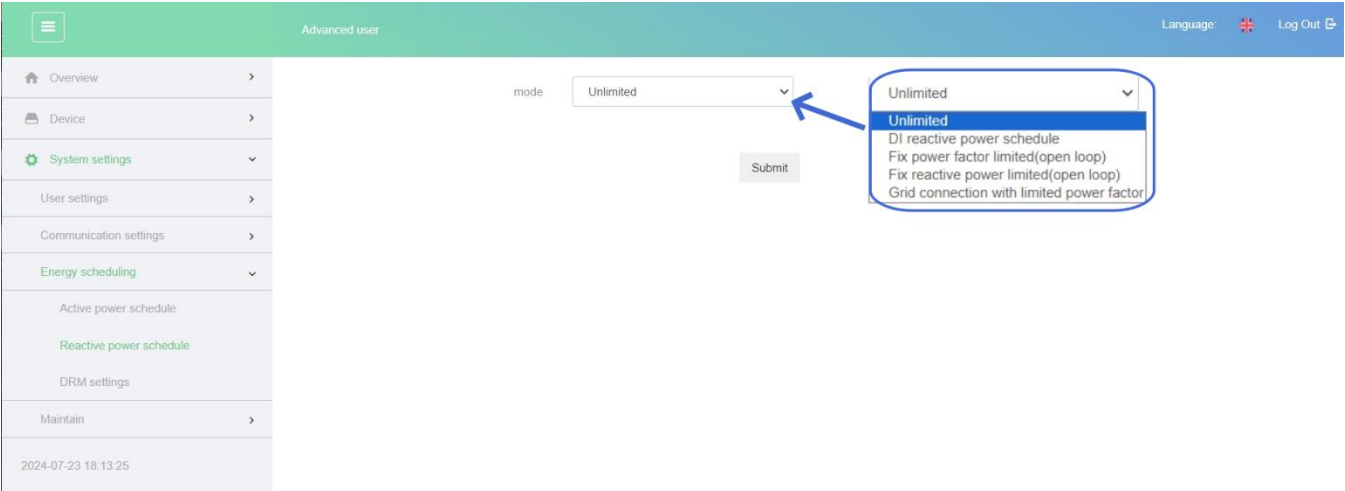 Advanced user
Language:
Log Out
Overview
Device
System settings
User settings
Communication settings
Energy scheduling
Active power schedule
Reactive power schedule
DRM settings
Maintain
2024-07-23 18:13:25
mode
Unlimited
Submit
Unlimited
Unlimited
DI reactive power schedule
Fix power factor limited(open loop)
Fix reactive power limited(open loop)
Grid connection with limited power factor